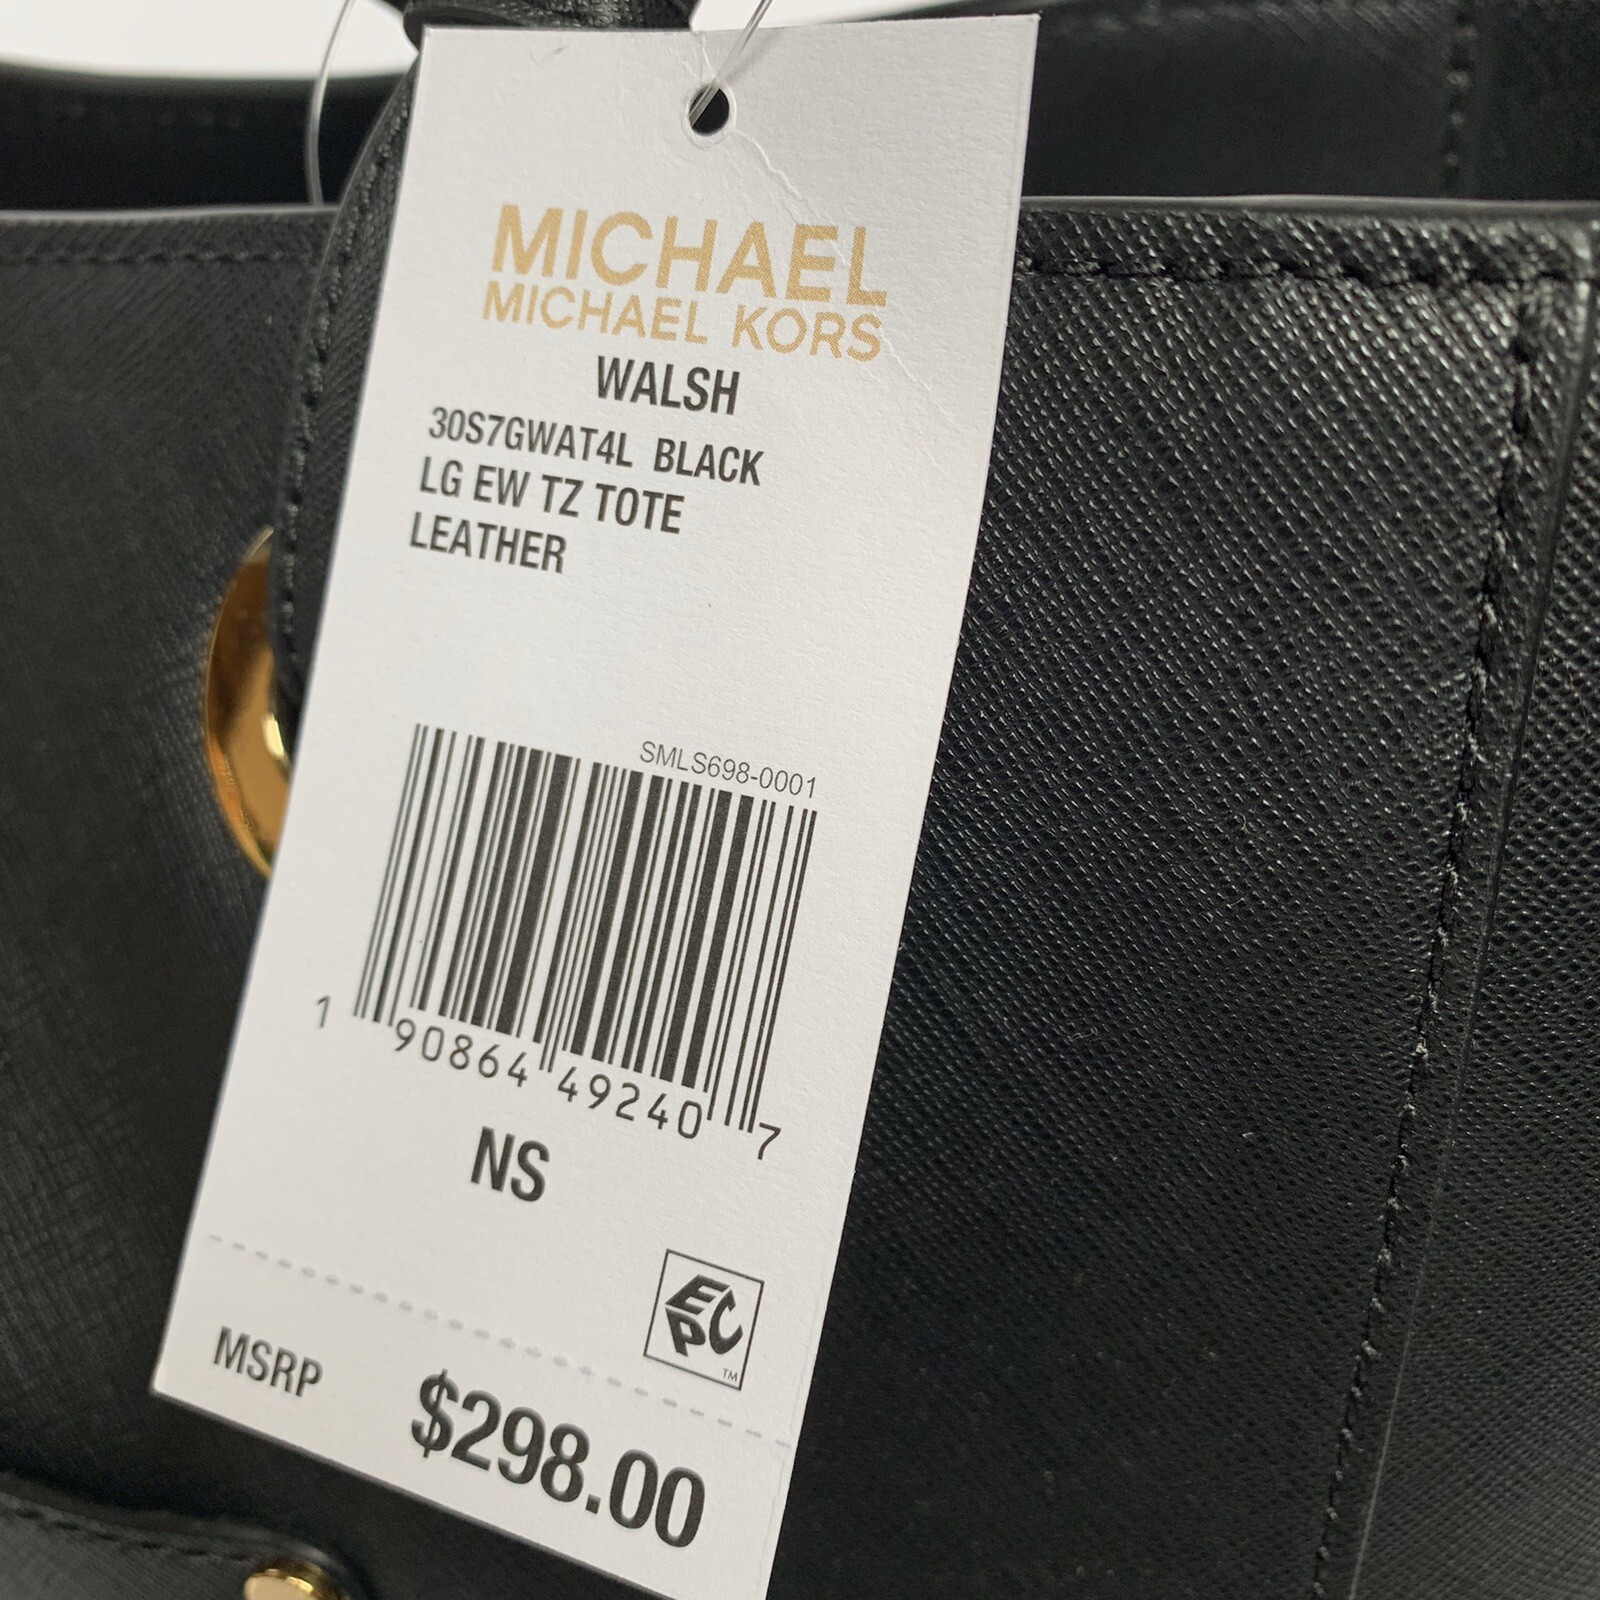 MICHAEL
MICHAEL KORS
WALSH
30S7GWAT4L BLACK
LG EW TZ TOTE
LEATHER
SMLS698-0001
1 90864 49240 7
NS
EPC
TM
MSRP $298.00